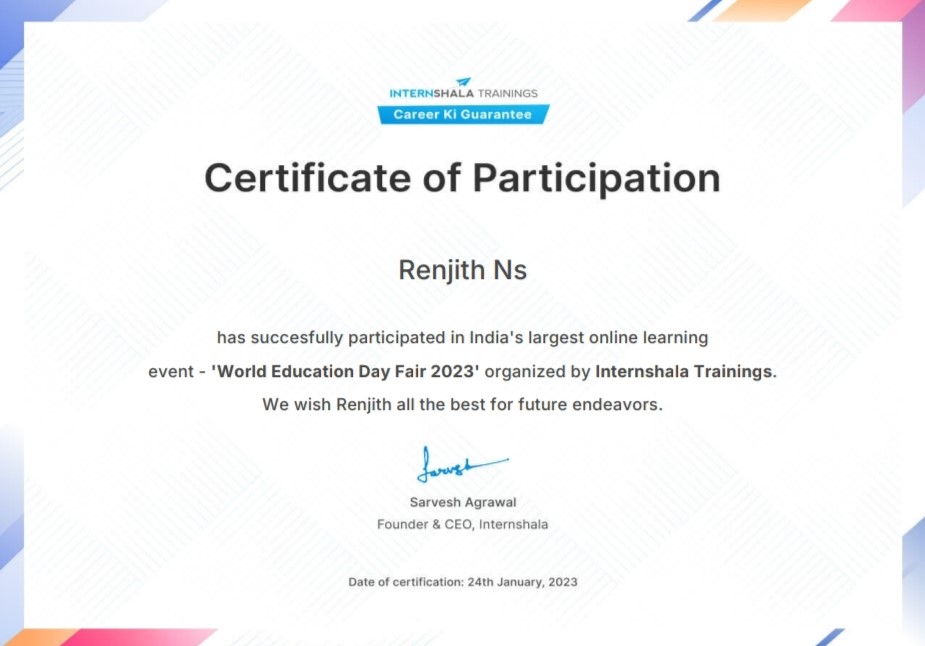 INTERNSHALA TRAININGS
Career Ki Guarantee
Certificate of Participation
Renjith Ns
has succesfully participated in India's largest online learning
event - 'World Education Day Fair 2023' organized by Internshala Trainings.
We wish Renjith all the best for future endeavors.
Sarvesh
Sarvesh Agrawal
Founder & CEO, Internshala
Date of certification: 24th January, 2023